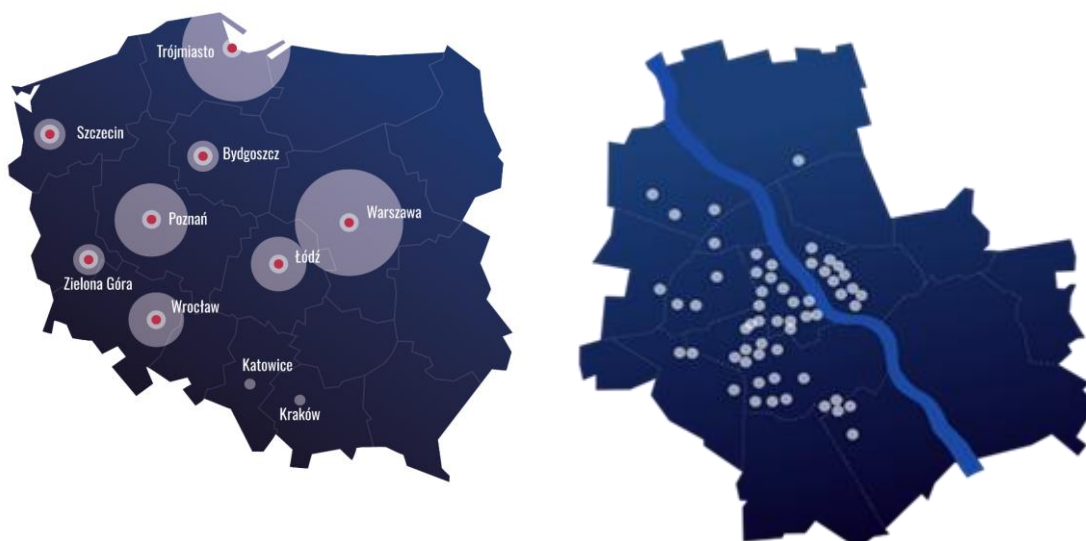 Trójmiasto
Szczecin
Bydgoszcz
Poznań
Warszawa
Łódź
Zielona Góra
Wrocław
Katowice
Kraków